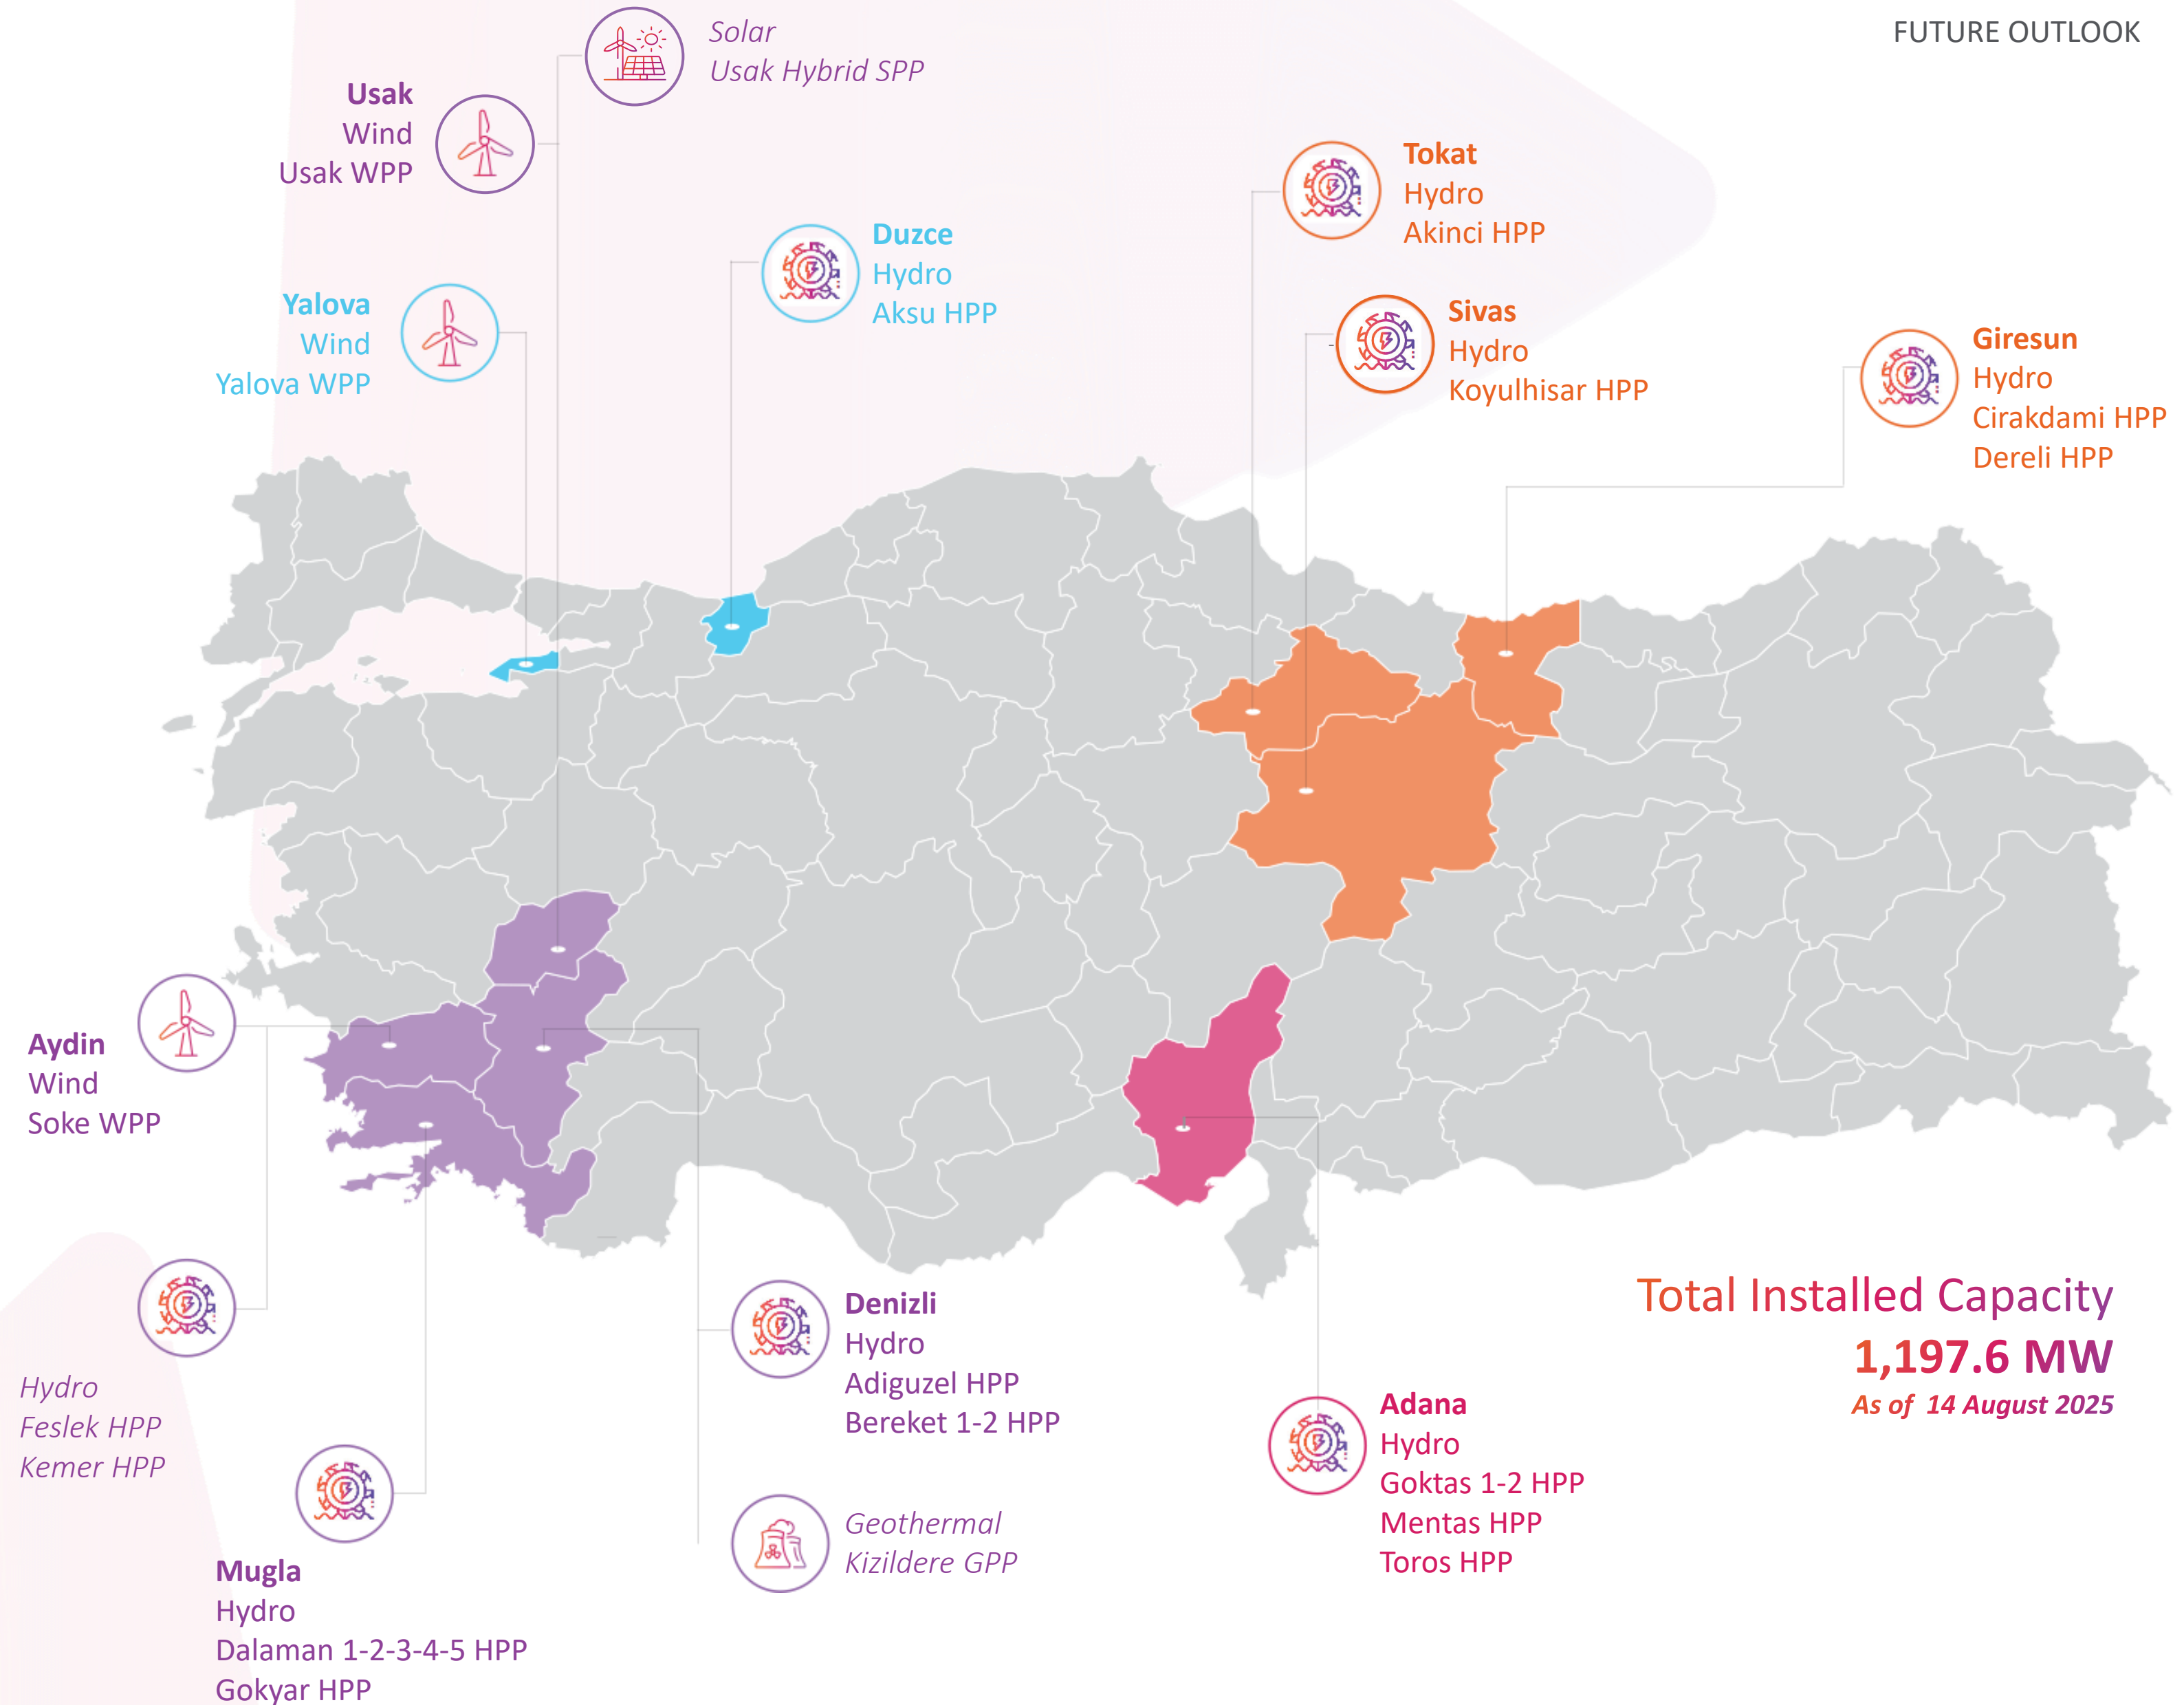 FUTURE OUTLOOK
Solar
Usak Hybrid SPP
Usak
Wind
Usak WPP
Tokat
Hydro
Akinci HPP
Duzce
Hydro
Aksu HPP
Yalova
Wind
Yalova WPP
Sivas
Hydro
Koyulhisar HPP
Giresun
Hydro
Cirakdami HPP
Dereli HPP
Aydin
Wind
Soke WPP
Hydro
Feslek HPP
Kemer HPP
Mugla
Hydro
Dalaman 1-2-3-4-5 HPP
Gokyar HPP
Denizli
Hydro
Adiguzel HPP
Bereket 1-2 HPP
Geothermal
Kizildere GPP
Adana
Hydro
Goktas 1-2 HPP
Mentas HPP
Toros HPP
Total Installed Capacity
1,197.6 MW
As of 14 August 2025